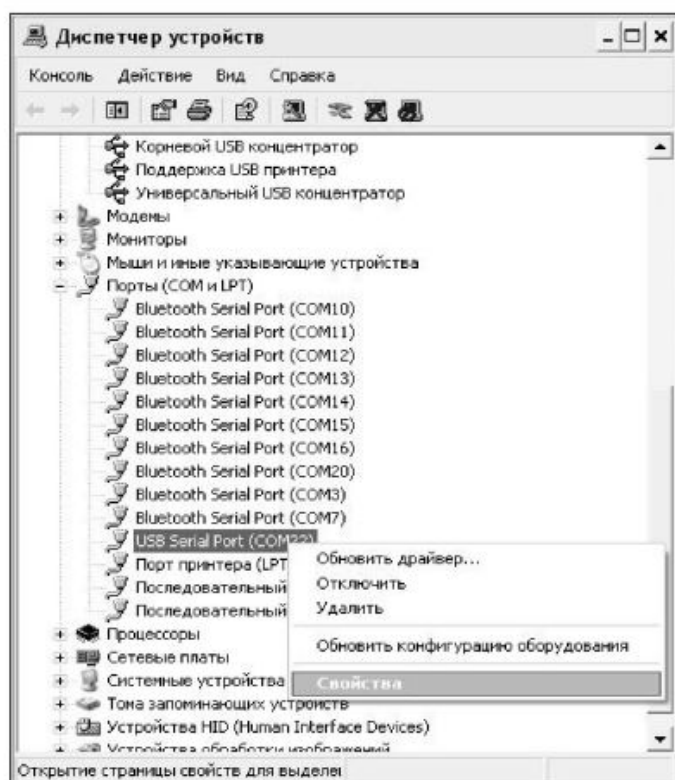 Диспетчер устройств
Консоль Действие Вид Справка
Корневой USB концентратор
Поддержка USB принтера
Универсальный USB концентратор
Модемы
Мониторы
Мыши и иные указывающие устройства
Порты (COM и LPT)
Bluetooth Serial Port (COM10)
Bluetooth Serial Port (COM11)
Bluetooth Serial Port (COM12)
Bluetooth Serial Port (COM13)
Bluetooth Serial Port (COM14)
Bluetooth Serial Port (COM15)
Bluetooth Serial Port (COM16)
Bluetooth Serial Port (COM20)
Bluetooth Serial Port (COM3)
Bluetooth Serial Port (COM7)
USB Serial Port
Порт принтера (LPT
Последовательный
Последовательный
Процессоры
Сетевые платы
Системные устройства
Тома запоминающих устройств
Устройства HID (Human Interface Devices)
Устройства обработки изображений
Обновить драйвер...
Отключить
Удалить
Обновить конфигурацию оборудования
Свойства
Открытие страницы свойств для выделе